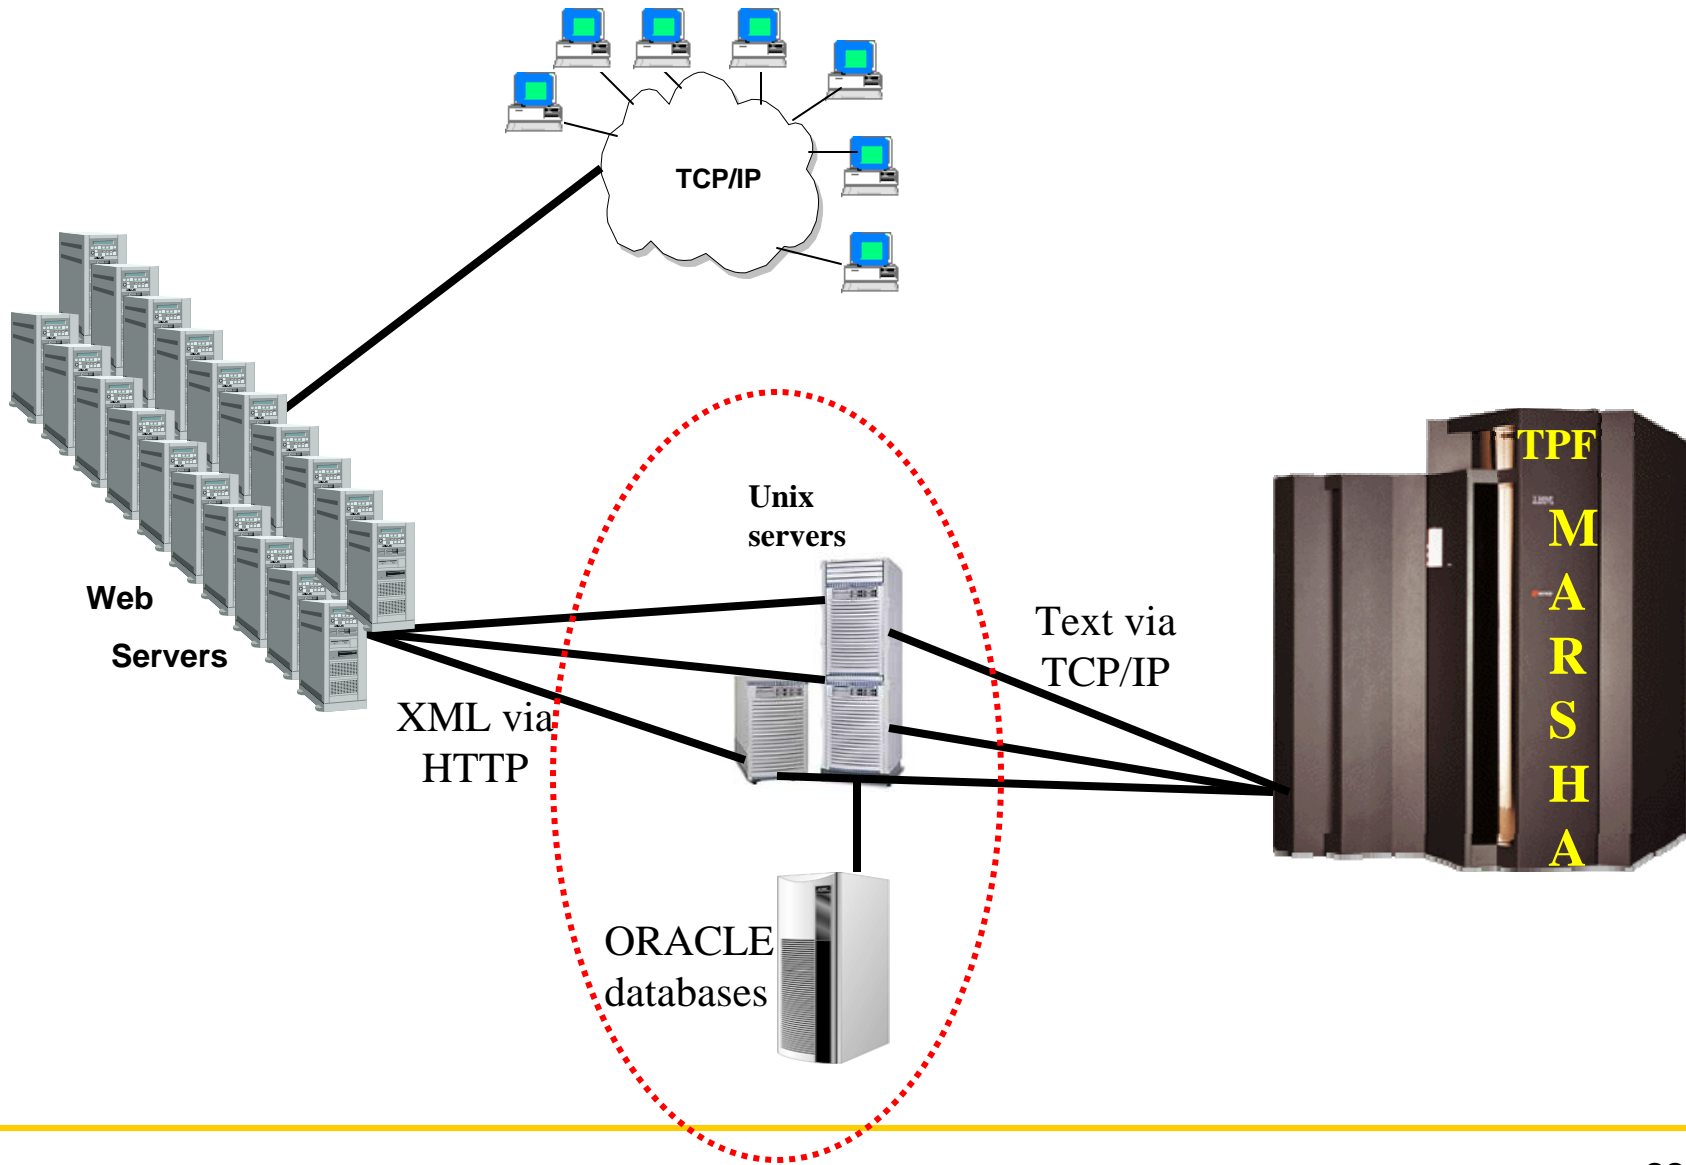 TCP/IP
TPF
M
A
R
S
H
A
Unix
servers
Web
Servers
Text via
TCP/IP
XML via
HTTP
ORACLE
databases